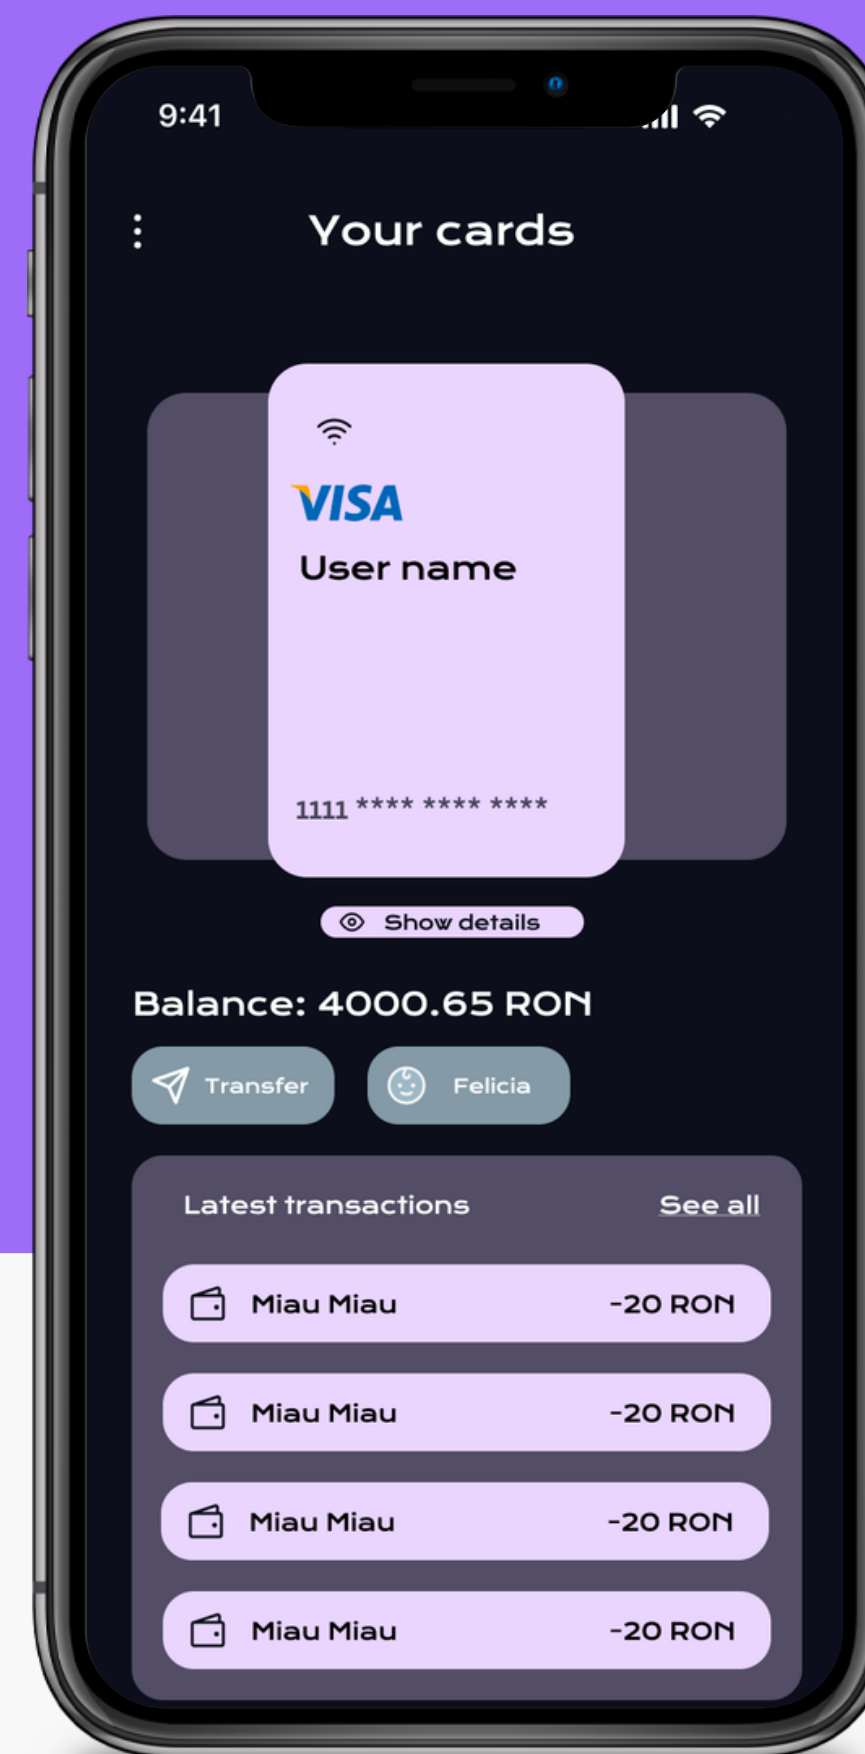 9:41
Your cards
VISA
User name
1111 **** **** ****
Show details
Balance: 4000.65 RON
Transfer
Felicia
Latest transactions See all
Miau Miau -20 RON
Miau Miau -20 RON
Miau Miau -20 RON
Miau Miau -20 RON